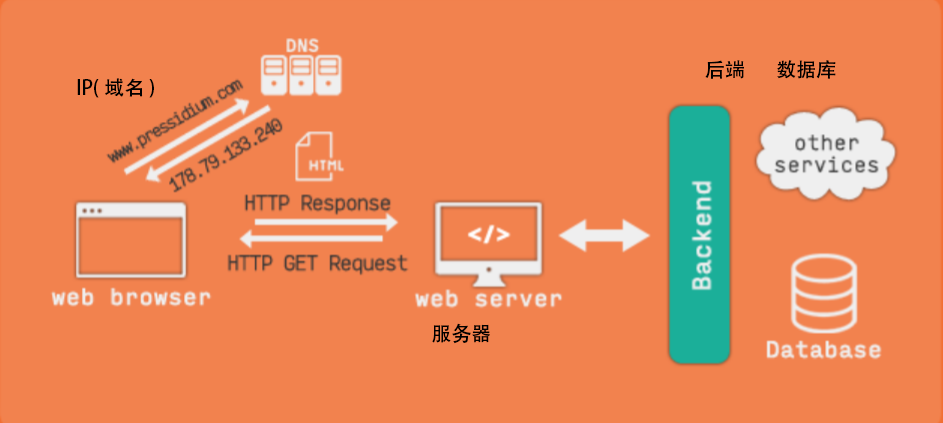 DNS
IP( 域名 )
www.pressidium.com
178.79.133.240
HTML
HTTP Response
HTTP GET Request
web browser
</>
web server
服务器
后端
数据库
Backend
other
services
Database